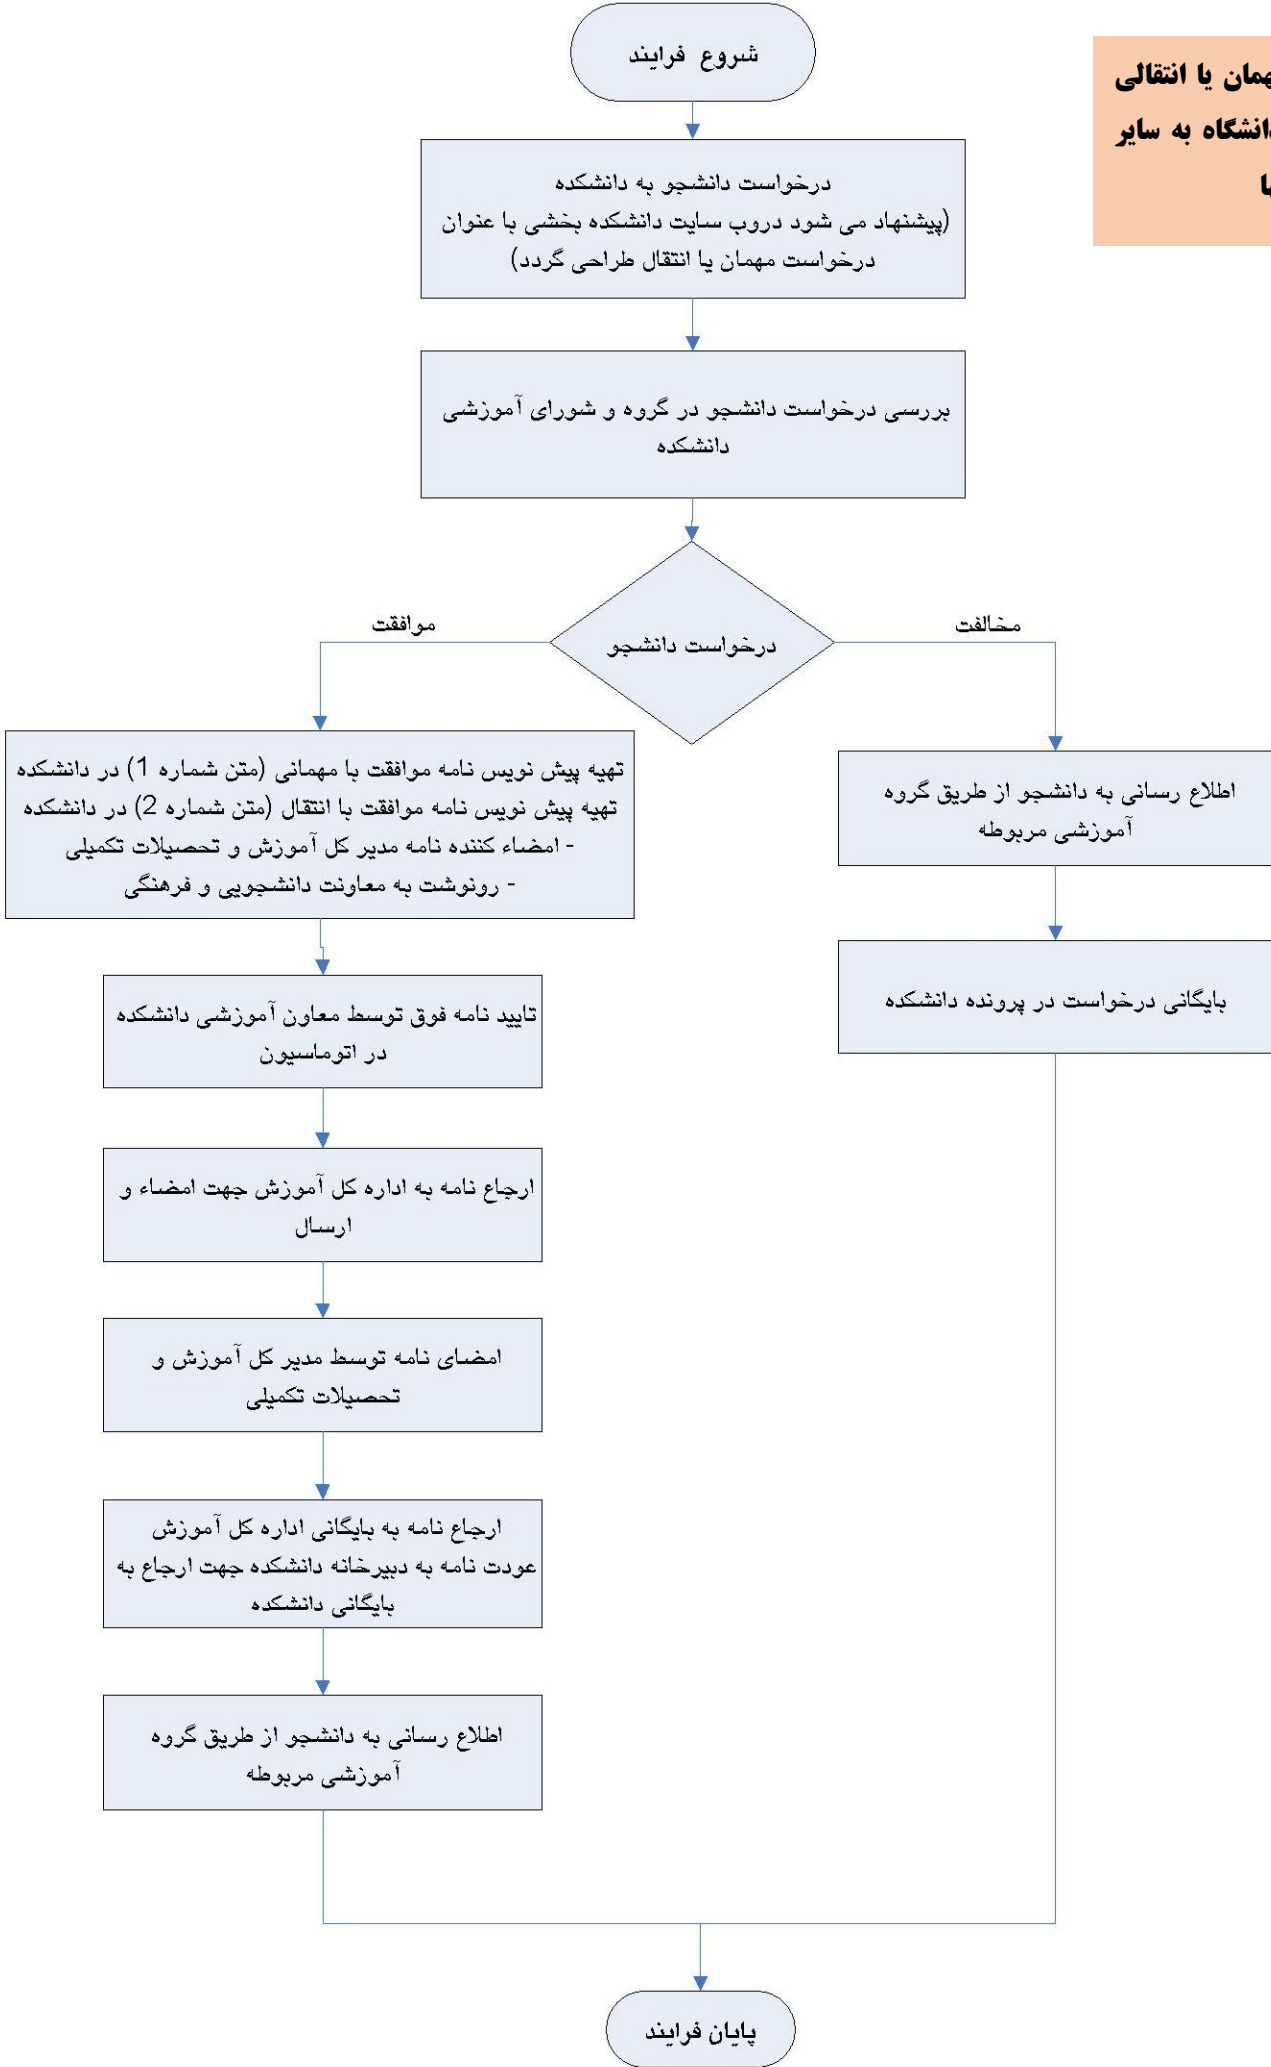 شروع فرایند
همان یا انتقالی
انشگاه به سایر
درخواست دانشجو به دانشکده
(پیشنهاد می شود دروب سایت دانشکده بخشی با عنوان
درخواست مهمان یا انتقال طراحی گردد)
بررسی درخواست دانشجو در گروه و شورای آموزشی
دانشکده
درخواست دانشجو
مخالفت
موافقت
اطلاع رسانی به دانشجو از طریق گروه
آموزشی مربوطه
بایگانی درخواست در پرونده دانشکده
تهیه پیش نویس نامه موافقت با مهمانی (متن شماره 1) در دانشکده
تهیه پیش نویس نامه موافقت با انتقال (متن شماره 2) در دانشکده
- امضاء کننده نامه مدیر کل آموزش و تحصیلات تکمیلی
- رونوشت به معاونت دانشجویی و فرهنگی
تایید نامه فوق توسط معاون آموزشی دانشکده
در اتوماسیون
ارجاع نامه به اداره کل آموزش جهت امضاء و
ارسال
امضای نامه توسط مدیر کل آموزش و
تحصیلات تکمیلی
ارجاع نامه به بایگانی اداره کل آموزش
عودت نامه به دبیرخانه دانشکده جهت ارجاع به
بایگانی دانشکده
اطلاع رسانی به دانشجو از طریق گروه
آموزشی مربوطه
پایان فرایند